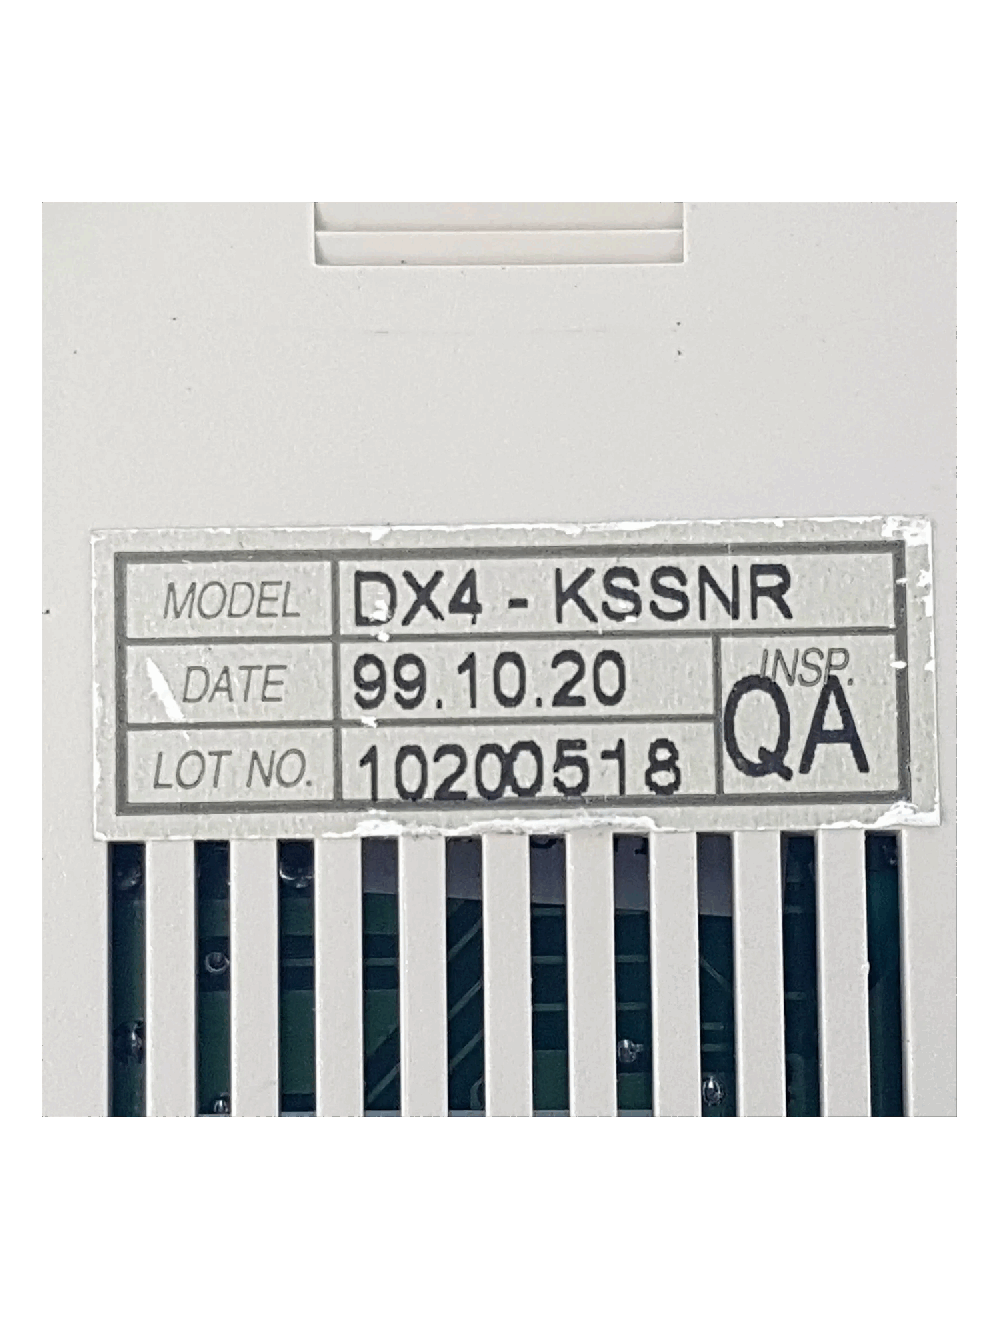 MODEL DX4 - KSSNR
DATE 99.10.20 INSP.
QA
LOT NO. 10200518